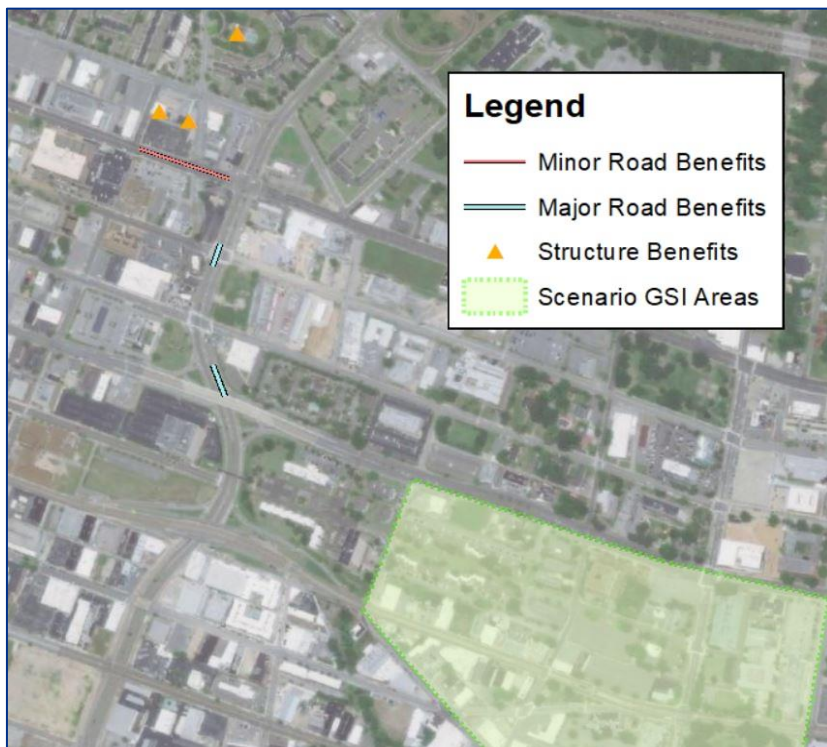 Legend
Minor Road Benefits
Major Road Benefits
Structure Benefits
Scenario GSI Areas